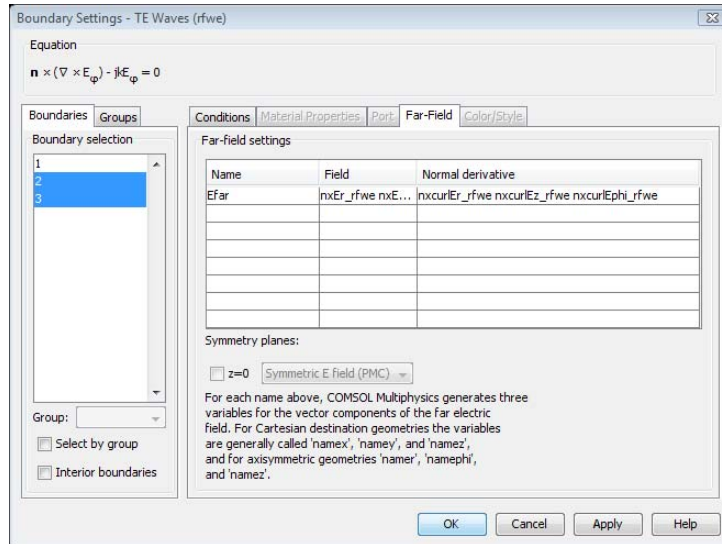 Boundary Settings - TE Waves (rfwe)
Equation
n ×(∇ ×Eφ) - jkEφ = 0
Boundaries Groups
Conditions Material Properties Port Far-Field Color/Style
Boundary selection
1
2
3
Group:
Select by group
Interior boundaries
Far-field settings
Name Field Normal derivative
Efar nxEr_rfwe nxE... nxcurlEr_rfwe nxcurlEz_rfwe nxcurlEphi_rfwe
Symmetry planes:
z=0 Symmetric E field (PMC)
For each name above, COMSOL Multiphysics generates three
variables for the vector components of the far electric
field. For Cartesian destination geometries the variables
are generally called 'namex', 'namey', and 'namez',
and for axisymmetric geometries 'namer', 'namephi',
and 'namez'.
OK Cancel Apply Help